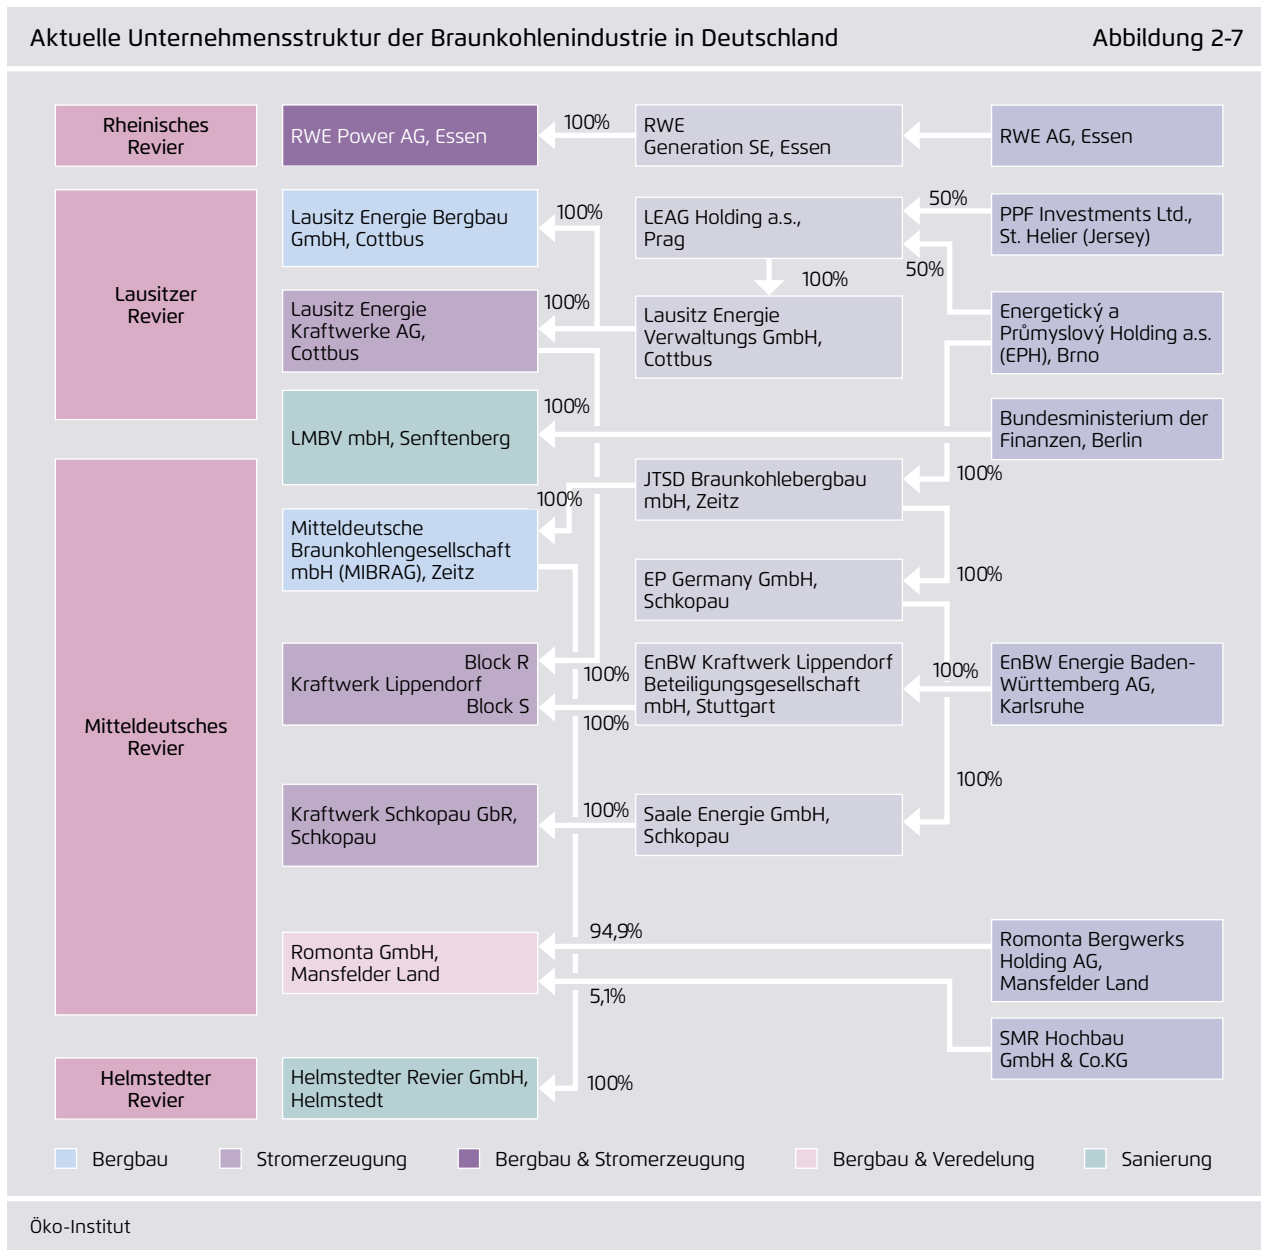 Aktuelle Unternehmensstruktur der Braunkohlenindustrie in Deutschland
Abbildung 2-7
Rheinisches
Revier
RWE Power AG, Essen
100%
RWE
Generation SE, Essen
RWE AG, Essen
Lausitzer
Revier
Lausitz Energie Bergbau
GmbH, Cottbus
100%
LEAG Holding a.s.,
Prag
50%
PPF Investments Ltd.,
St. Helier (Jersey)
50%
100%
Lausitz Energie
Kraftwerke AG,
Cottbus
100%
Lausitz Energie
Verwaltungs GmbH,
Cottbus
Energetický a
Průmyslový Holding a.s.
(EPH), Brno
LMBV mbH, Senftenberg
100%
Bundesministerium der
Finanzen, Berlin
Mitteldeutsches
Revier
JTSD Braunkohlebergbau
mbH, Zeitz
100%
100%
Mitteldeutsche
Braunkohlengesellschaft
mbH (MIBRAG), Zeitz
EP Germany GmbH,
Schkopau
100%
Block R
Kraftwerk Lippendorf
Block S
100%
100%
EnBW Kraftwerk Lippendorf
Beteiligungsgesellschaft
mbH, Stuttgart
100%
EnBW Energie Baden-
Württemberg AG,
Karlsruhe
100%
Kraftwerk Schkopau GbR,
Schkopau
100%
Saale Energie GmbH,
Schkopau
Romonta GmbH,
Mansfelder Land
94,9%
5,1%
Romonta Bergwerks
Holding AG,
Mansfelder Land
SMR Hochbau
GmbH & Co.KG
Helmstedter
Revier
Helmstedter Revier GmbH,
Helmstedt
100%
Bergbau
Stromerzeugung
Bergbau & Stromerzeugung
Bergbau & Veredelung
Sanierung
Öko-Institut